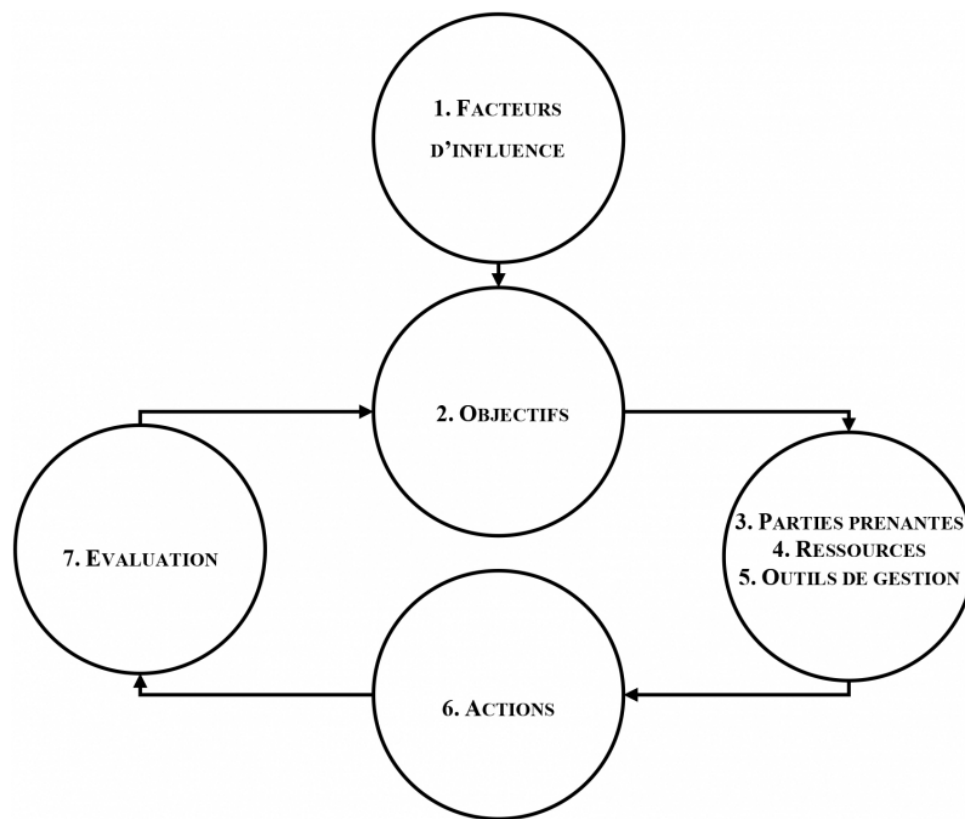 1. FACTEURS
D'INFLUENCE
2. OBJECTIFS
3. PARTIES PRENANTES
4. RESSOURCES
5. OUTILS DE GESTION
7. EVALUATION
6. ACTIONS